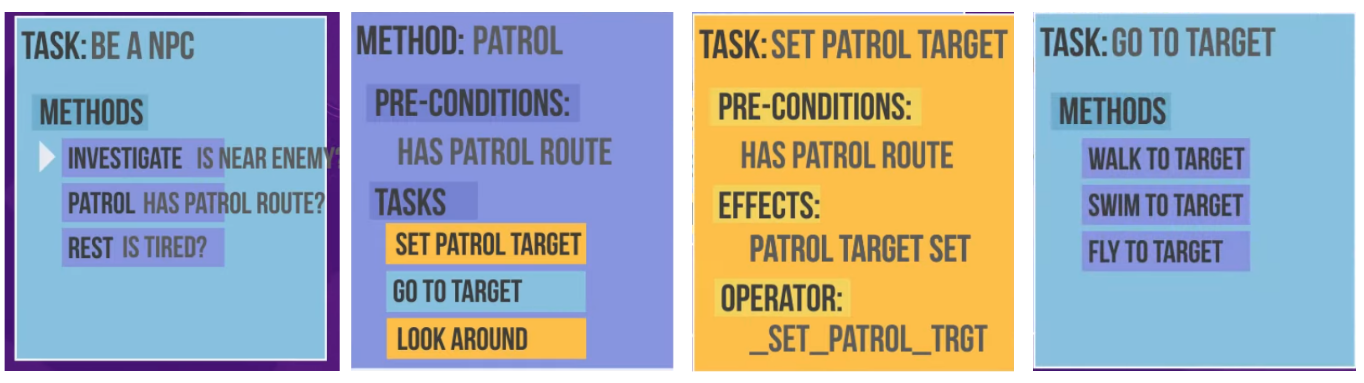 TASK: BE A NPC
METHODS
INVESTIGATE IS NEAR ENEMY?
PATROL HAS PATROL ROUTE?
REST IS TIRED?
METHOD: PATROL
PRE-CONDITIONS:
HAS PATROL ROUTE
TASKS
SET PATROL TARGET
GO TO TARGET
LOOK AROUND
TASK: SET PATROL TARGET
PRE-CONDITIONS:
HAS PATROL ROUTE
EFFECTS:
PATROL TARGET SET
OPERATOR:
_SET_PATROL_TRGT
TASK: GO TO TARGET
METHODS
WALK TO TARGET
SWIM TO TARGET
FLY TO TARGET